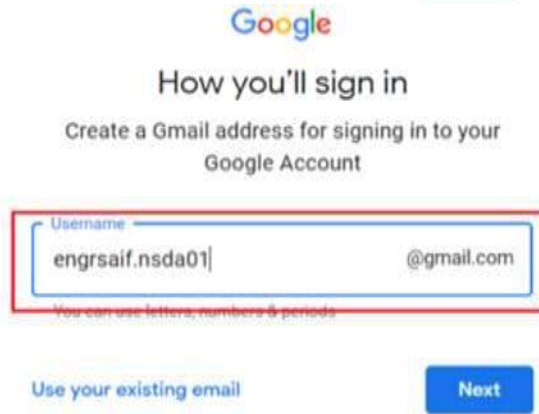 Google
How you'll sign in
Create a Gmail address for signing in to your
Google Account
Username
engrsaif.nsda01
@gmail.com
You can use letters, numbers & periods
Use your existing email
Next